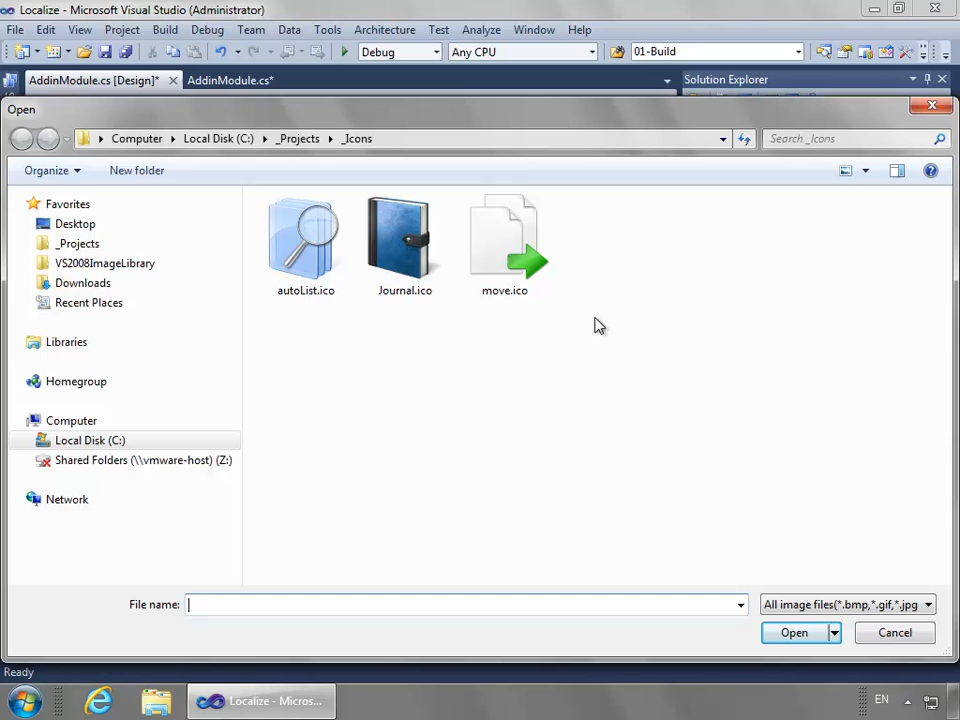 Localize - Microsoft Visual Studio (Administrator)
File Edit View Project Build Debug Team Data Tools Architecture Test Analyze Window Help
Debug Any CPU 01-Build
AddinModule.cs [Design]* AddinModule.cs* Solution Explorer
Open
Computer Local Disk (C:) _Projects _Icons Search _Icons
Organize New folder
Favorites
Desktop
_Projects
VS2008ImageLibrary
Downloads
Recent Places
Libraries
Homegroup
Computer
Local Disk (C:)
Shared Folders (\\vmware-host) (Z:)
Network
autoList.ico Journal.ico move.ico
File name: All image files(*.bmp,*.gif,*.jpg
Open Cancel
Ready
Localize - Micros... EN